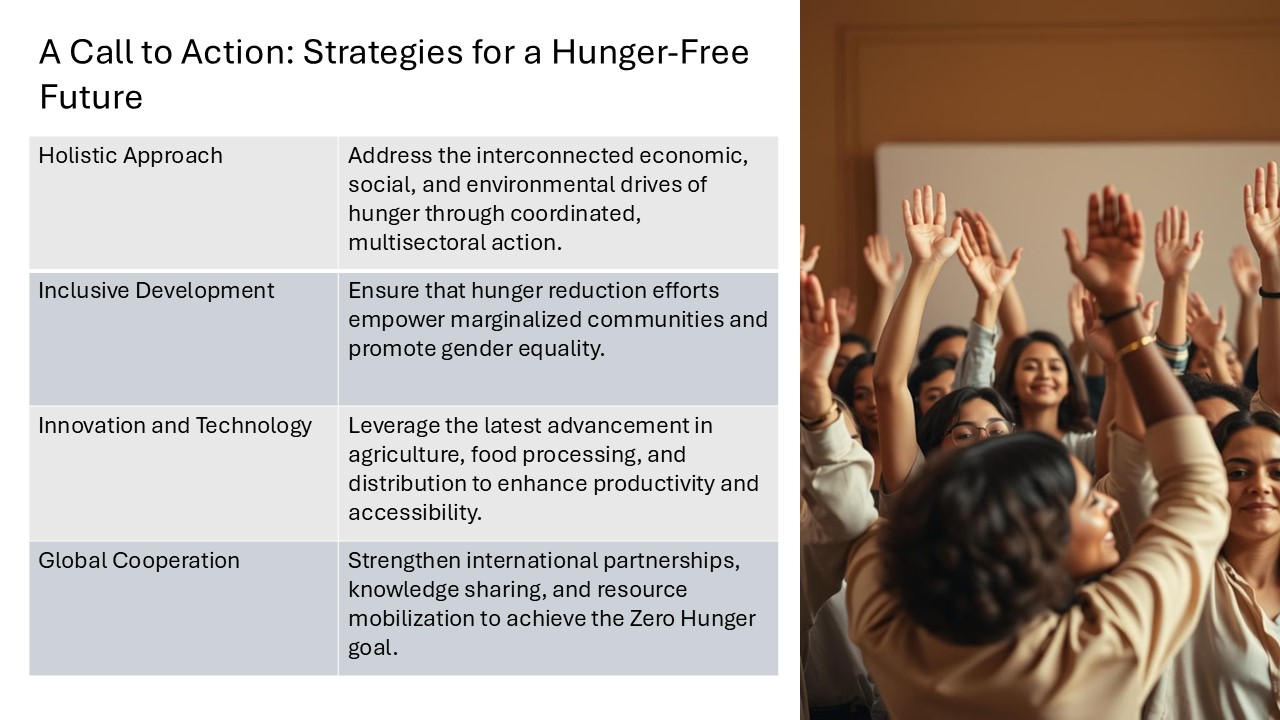 A Call to Action: Strategies for a Hunger-Free
Future
Holistic Approach
Address the interconnected economic,
social, and environmental drives of
hunger through coordinated,
multisectoral action.
Inclusive Development
Ensure that hunger reduction efforts
empower marginalized communities and
promote gender equality.
Innovation and Technology
Leverage the latest advancement in
agriculture, food processing, and
distribution to enhance productivity and
accessibility.
Global Cooperation
Strengthen international partnerships,
knowledge sharing, and resource
mobilization to achieve the Zero Hunger
goal.